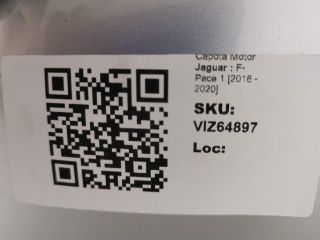 Capota Motor
Jaguar : F-
Pace 1 [2016 -
2020]
SKU:
VIZ64897
Loc: